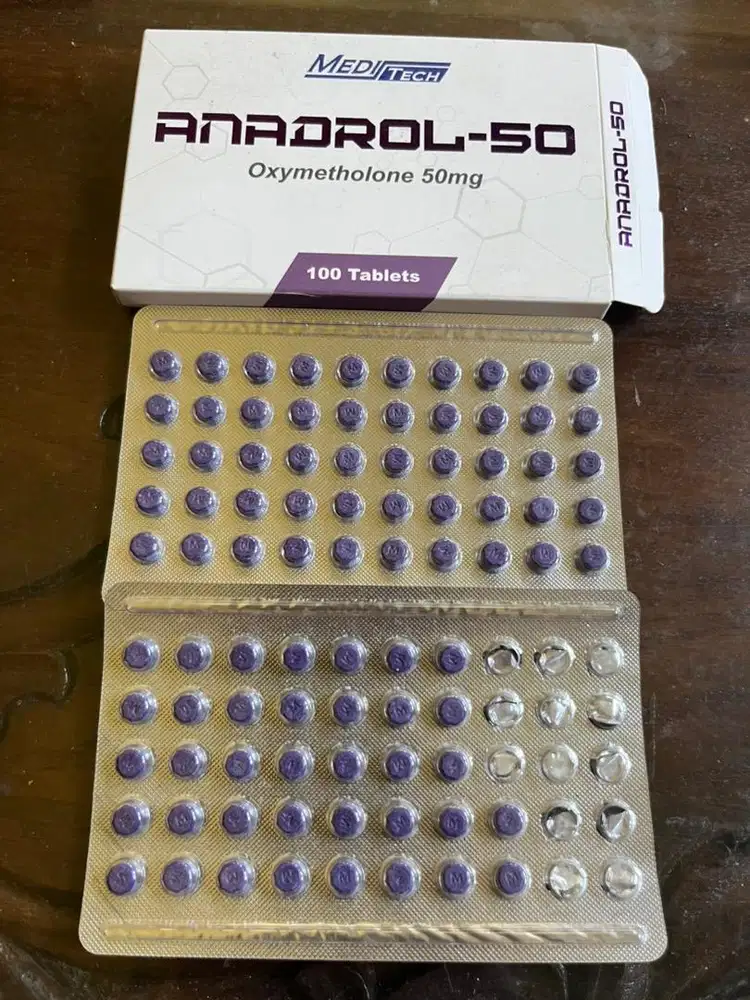 MEDITECH
ANADROL-50
Oxymetholone 50mg
100 Tablets
ANADROL-50